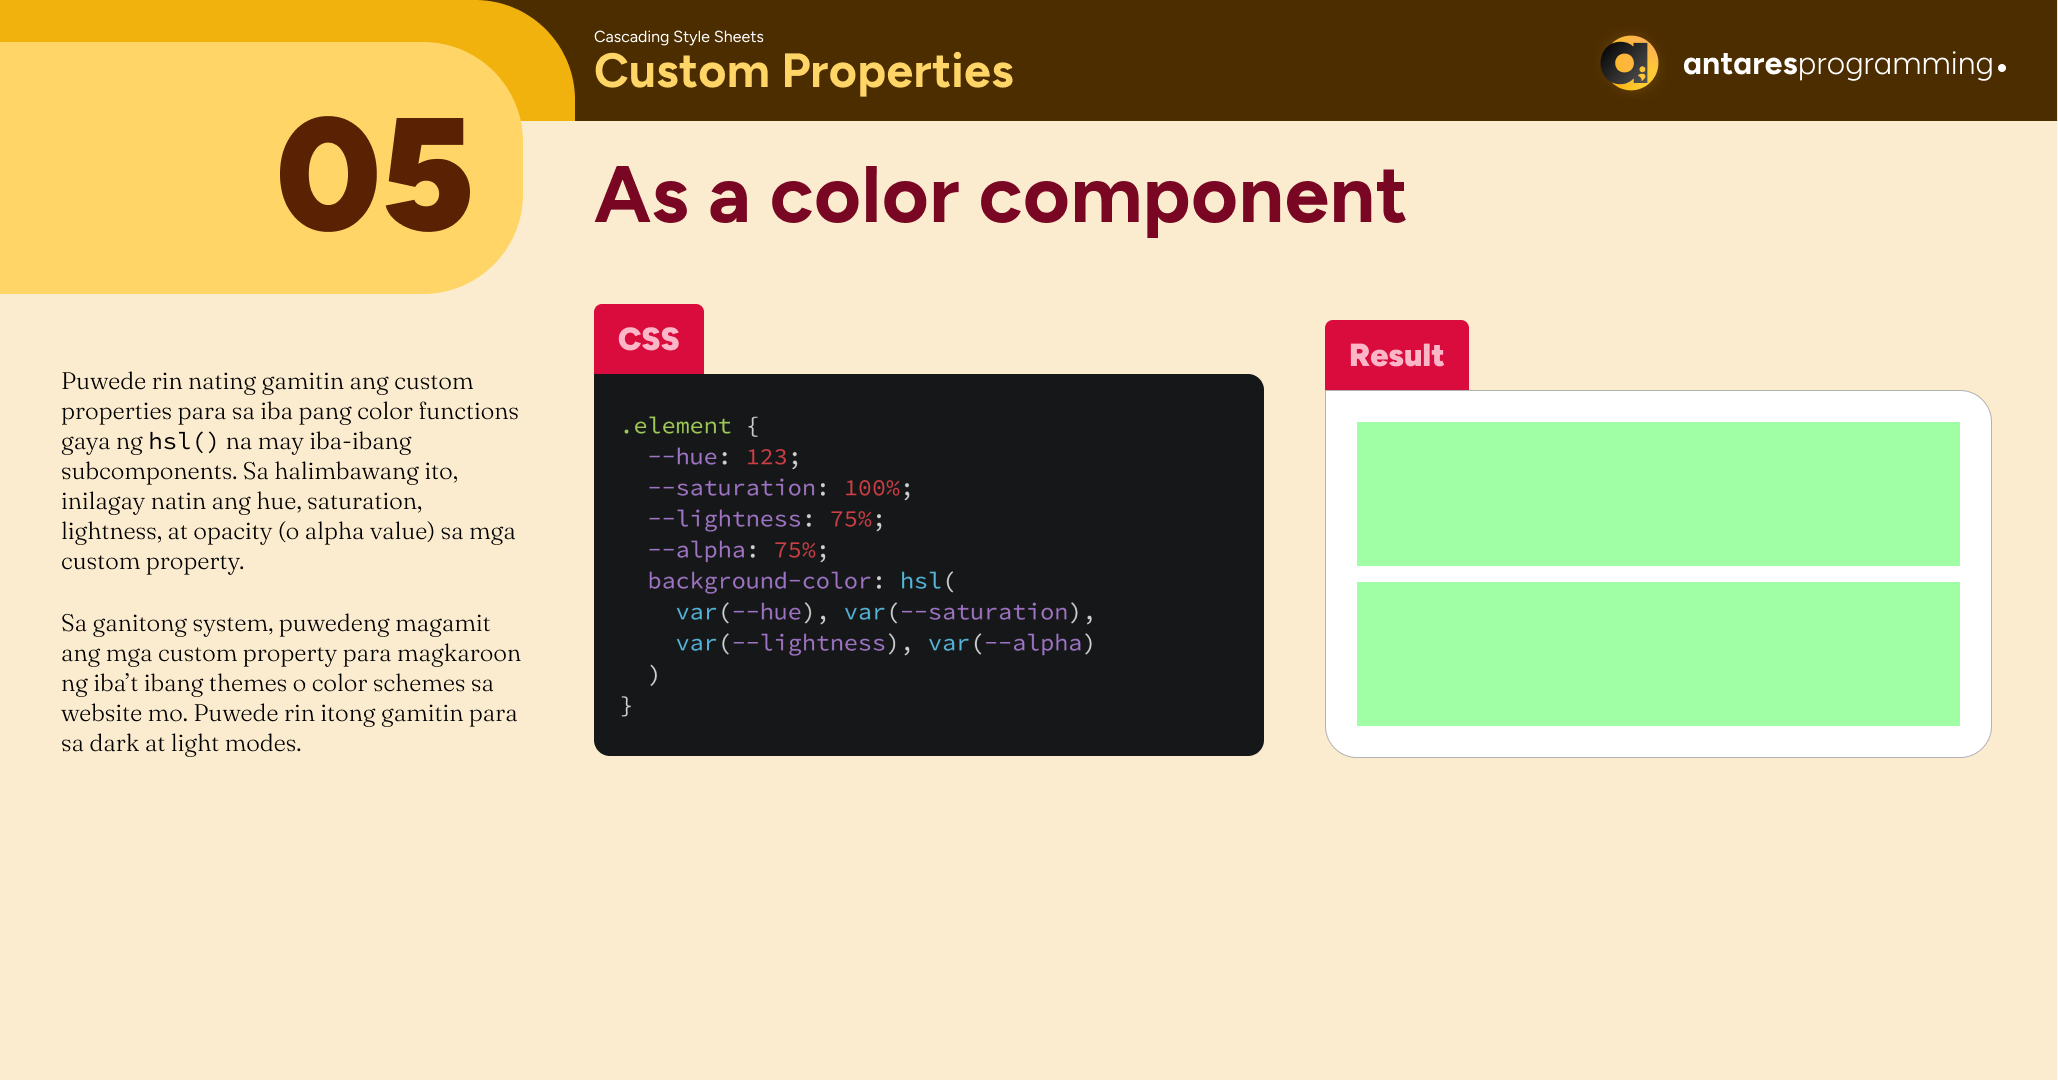 Cascading Style Sheets
Custom Properties
antaresprogramming.
05
As a color component
Puwede rin nating gamitin ang custom
properties para sa iba pang color functions
gaya ng hsl() na may iba-ibang
subcomponents. Sa halimbawang ito,
inilagay natin ang hue, saturation,
lightness, at opacity (o alpha value) sa mga
custom property.
Sa ganitong system, puwedeng magamit
ang mga custom property para magkaroon
ng iba’t ibang themes o color schemes sa
website mo. Puwede rin itong gamitin para
sa dark at light modes.
CSS
.element {
  --hue: 123;
  --saturation: 100%;
  --lightness: 75%;
  --alpha: 75%;
  background-color: hsl(
    var(--hue), var(--saturation),
    var(--lightness), var(--alpha)
  )
}
Result